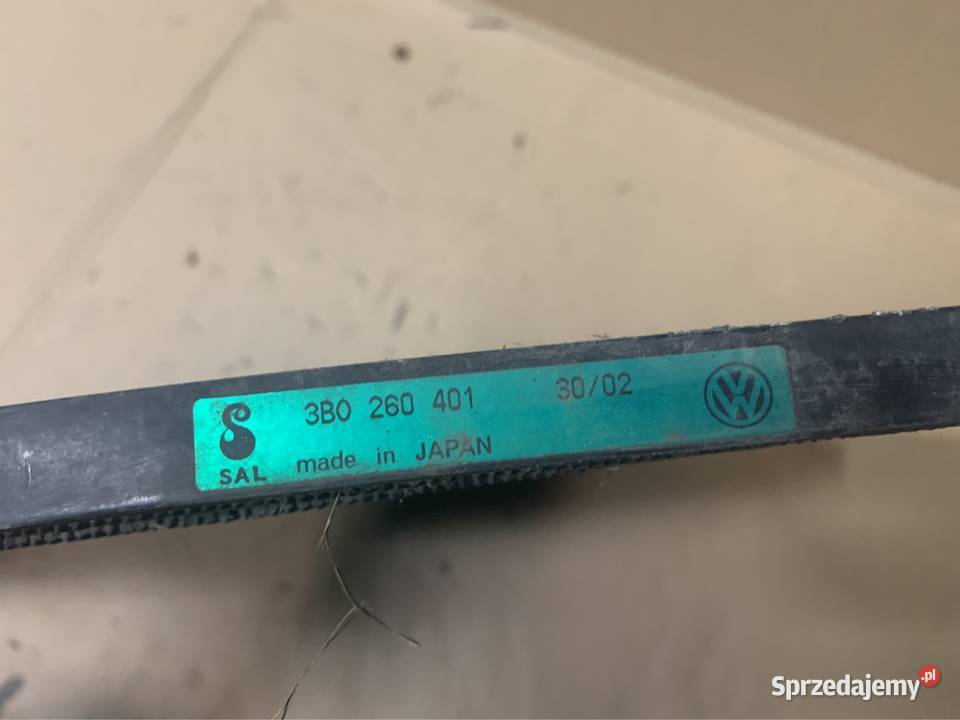 3B0 260 401 30/02
SAL made in JAPAN
Sprzedajemy.pl